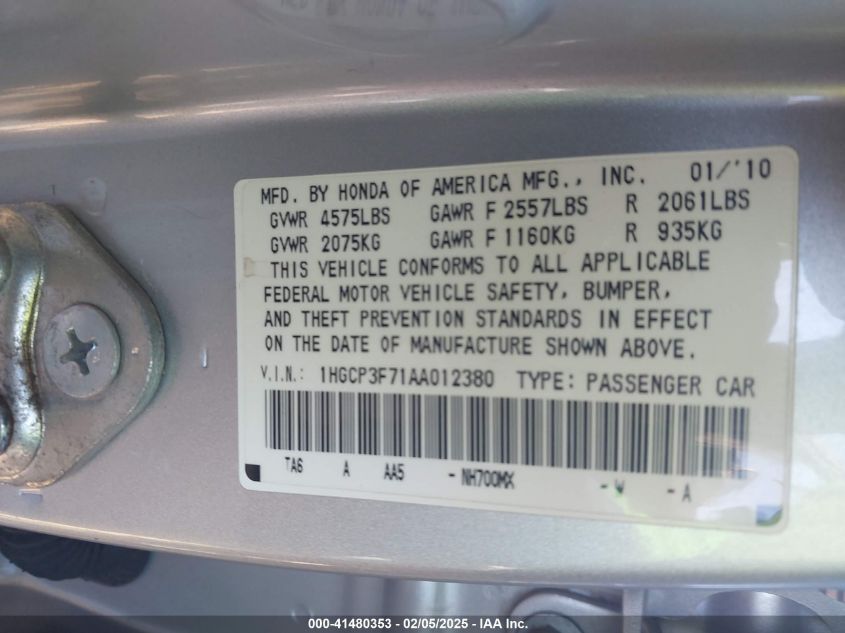 MFD. BY HONDA OF AMERICA MFG., INC. 01/'10
GVWR 4575LBS GAWR F 2557LBS R 2061LBS
GVWR 2075KG GAWR F 1160KG R 935KG
THIS VEHICLE CONFORMS TO ALL APPLICABLE
FEDERAL MOTOR VEHICLE SAFETY, BUMPER,
AND THEFT PREVENTION STANDARDS IN EFFECT
ON THE DATE OF MANUFACTURE SHOWN ABOVE.
V.I.N.: 1HGCP3F71AA012380 TYPE: PASSENGER CAR
TA6 A AA5 -NH700MX -W -A
000-41480353 - 02/05/2025 - IAA Inc.